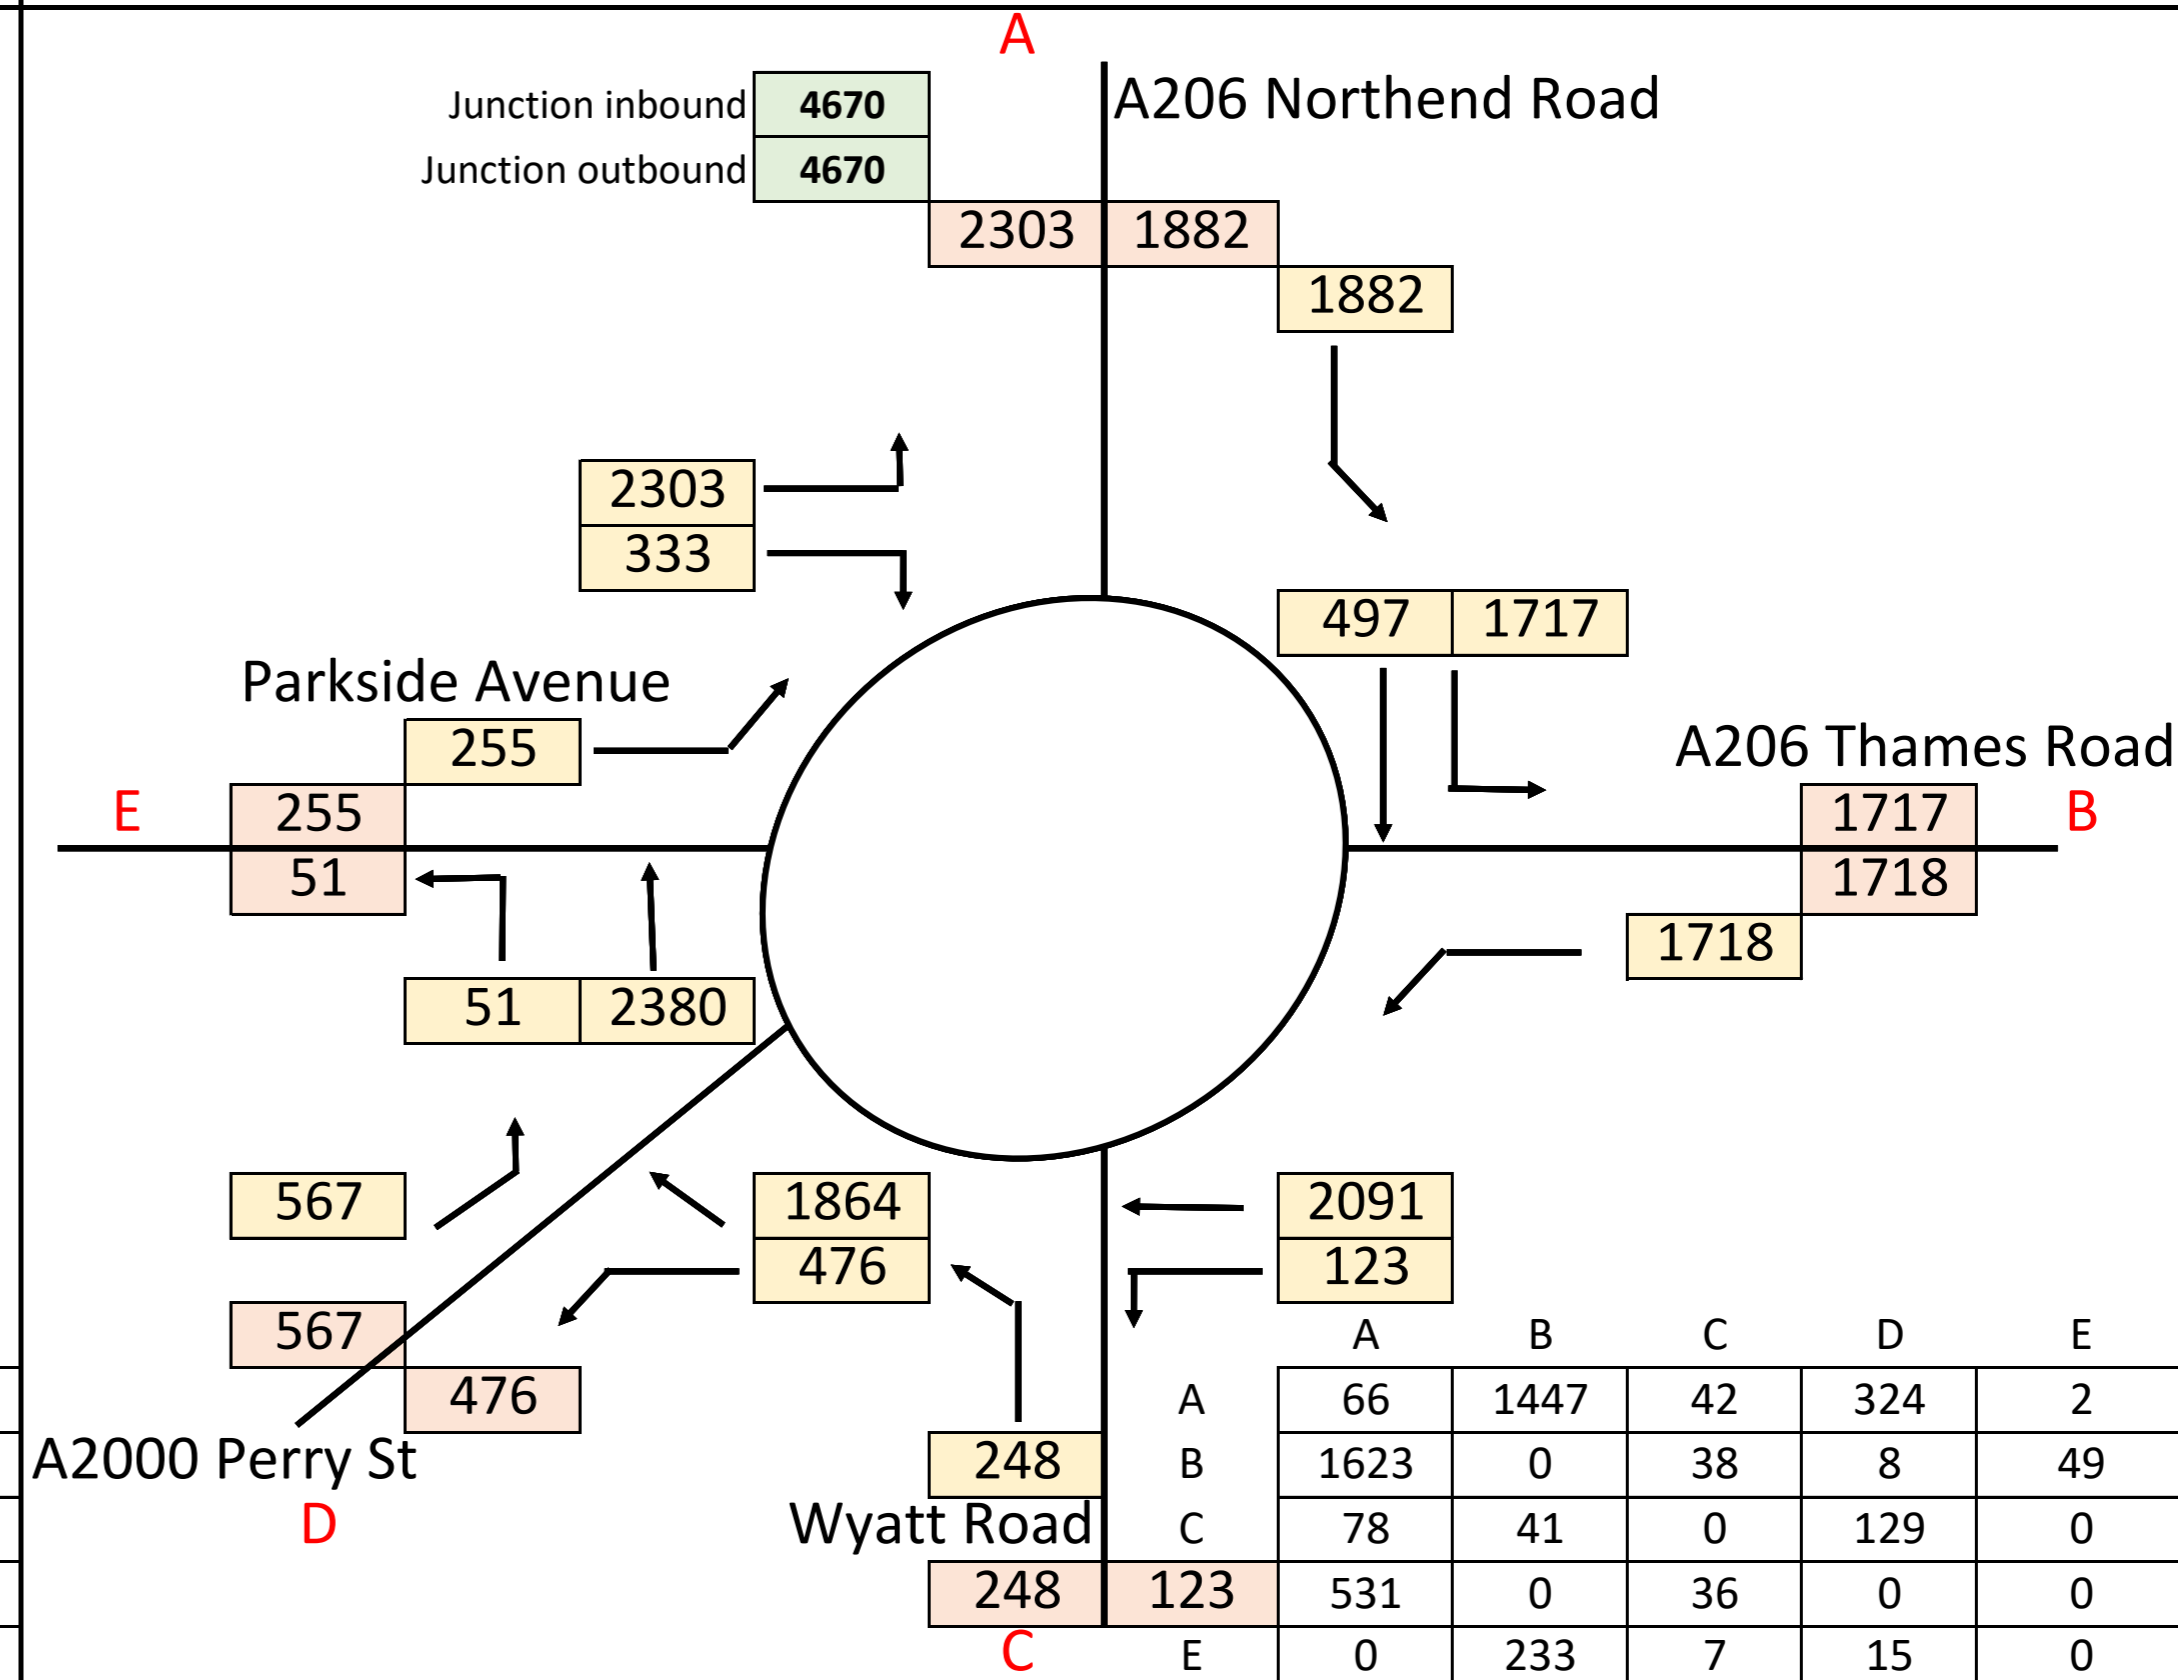 A
Junction inbound 4670 A206 Northend Road
Junction outbound 4670
2303 1882
1882
2303
333
497 1717
Parkside Avenue
255
A206 Thames Road
E 255 1717 B
51 1718
1718
51 2380
567 1864 2091
476 123
567
476
A2000 Perry St
D
248
Wyatt Road
248 123
C
A B C D E
A 66 1447 42 324 2
B 1623 0 38 8 49
C 78 41 0 129 0
531 0 36 0 0
E 0 233 7 15 0